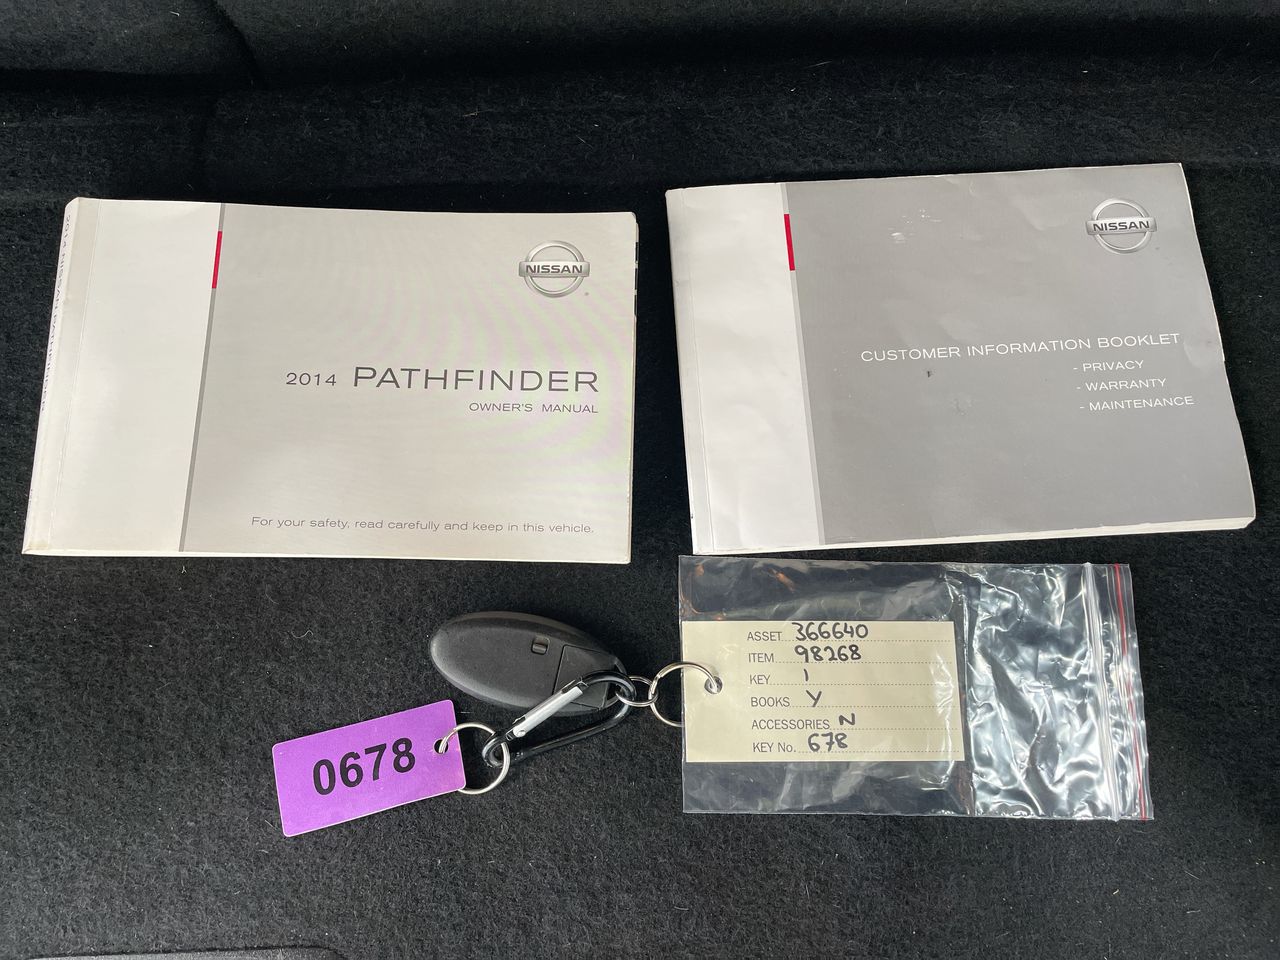 NISSAN
2014 PATHFINDER
OWNER'S MANUAL
For your safety, read carefully and keep in this vehicle.
NISSAN
CUSTOMER INFORMATION BOOKLET
- PRIVACY
- WARRANTY
- MAINTENANCE
0678
ASSET 366640
ITEM 98268
KEY 1
BOOKS Y
ACCESSORIES N
KEY No. 678